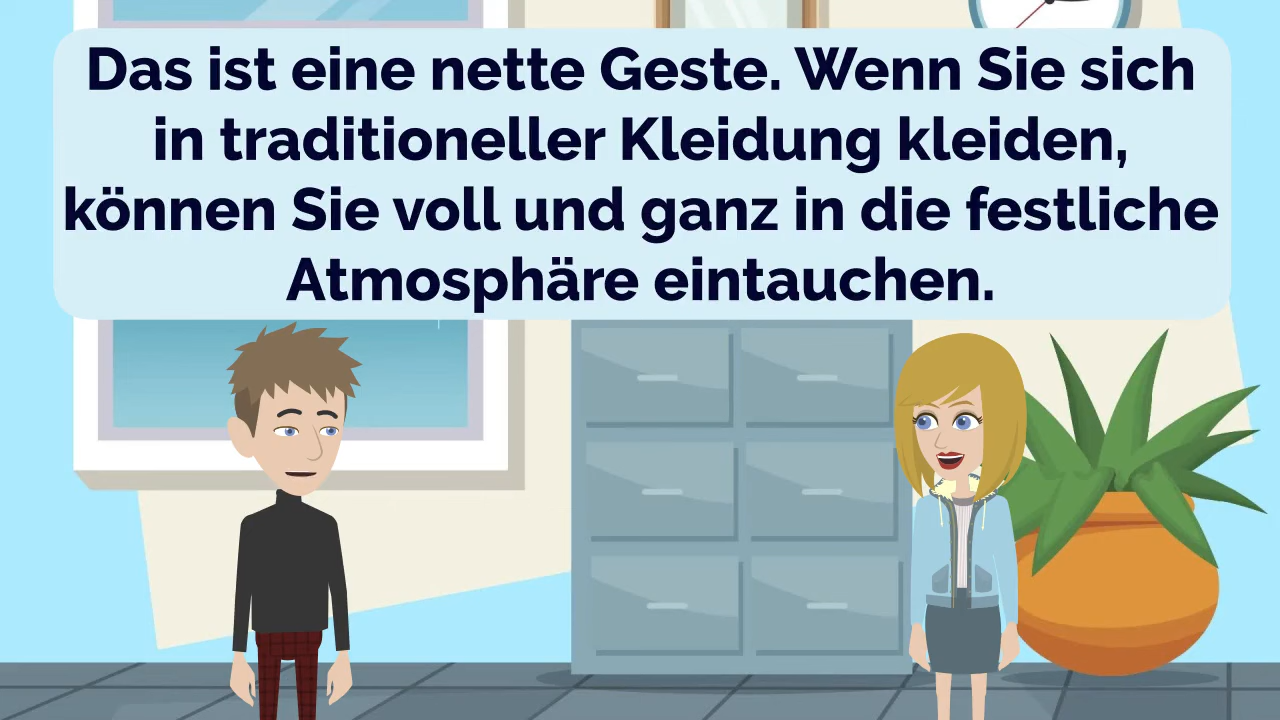 Das ist eine nette Geste. Wenn Sie sich
in traditioneller Kleidung kleiden,
können Sie voll und ganz in die festliche
Atmosphäre eintauchen.